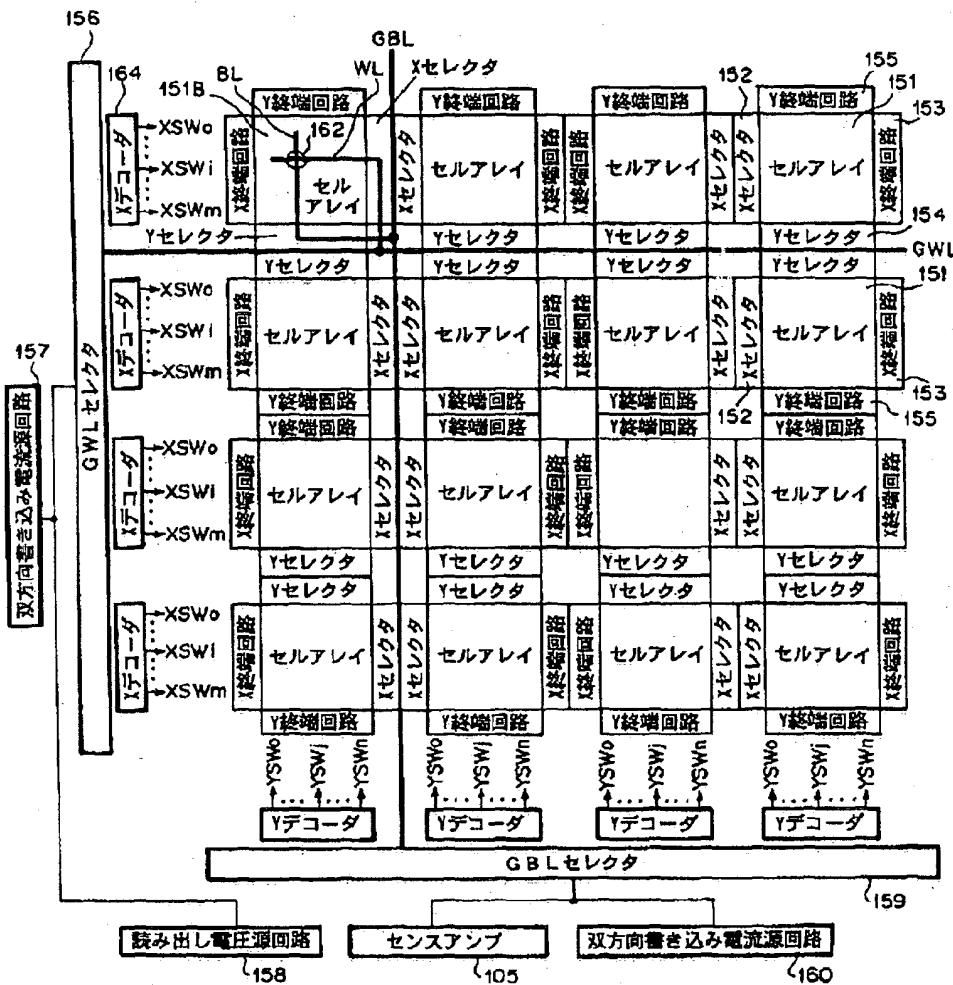 156
GBL
WL
Xセレクタ
164
BL
151B
152
155
151
153
Y終端回路
Y終端回路
Y終端回路
Y終端回路
162
Xデコーダ
XSWo
XSWi
XSWm
X終端回路
セル
アレイ
Xセレクタ
セルアレイ
X終端回路
X終端回路
セルアレイ
Xセレクタ
Xセレクタ
セルアレイ
X終端回路
Yセレクタ
Yセレクタ
Yセレクタ
Yセレクタ
154
GWL
Yセレクタ
Yセレクタ
Yセレクタ
Yセレクタ
151
157
双方向書き込み電流源回路
GWLセレクタ
Xデコーダ
XSWo
XSWi
XSWm
X終端回路
セルアレイ
Xセレクタ
Xセレクタ
セルアレイ
X終端回路
X終端回路
セルアレイ
Xセレクタ
Xセレクタ
セルアレイ
X終端回路
152
153
Y終端回路
Y終端回路
Y終端回路
Y終端回路
155
Y終端回路
Y終端回路
Y終端回路
Y終端回路
Xデコーダ
XSWo
XSWi
XSWm
X終端回路
セルアレイ
Xセレクタ
Xセレクタ
セルアレイ
X終端回路
X終端回路
Xセレクタ
Xセレクタ
セルアレイ
X終端回路
Yセレクタ
Yセレクタ
Yセレクタ
Yセレクタ
Yセレクタ
Yセレクタ
Yセレクタ
Yセレクタ
Xデコーダ
XSWo
XSWi
XSWm
X終端回路
セルアレイ
Xセレクタ
Xセレクタ
セルアレイ
X終端回路
X終端回路
セルアレイ
Xセレクタ
Xセレクタ
セルアレイ
X終端回路
Y終端回路
Y終端回路
Y終端回路
Y終端回路
YSWo
YSWj
YSWn
YSWo
YSWj
YSWn
YSWo
YSWj
YSWn
YSWo
YSWj
YSWn
Yデコーダ
Yデコーダ
Yデコーダ
Yデコーダ
GBLセレクタ
159
読み出し電圧源回路
センスアンプ
双方向書き込み電流源回路
158
105
160